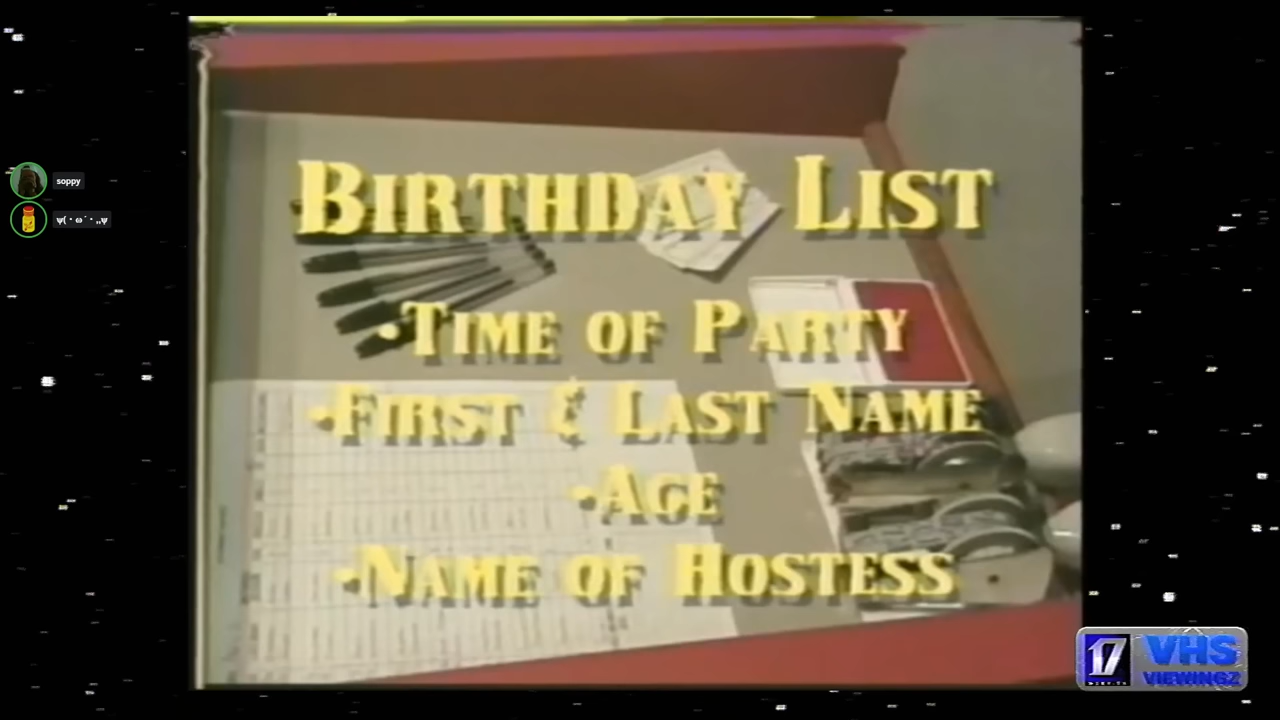 BIRTHDAY LIST
•TIME OF PARTY
•FIRST & LAST NAME
•AGE
•NAME OF HOSTESS
soppy
ψ(・ω´・,,ψ
17
VHS
VIEWINGZ